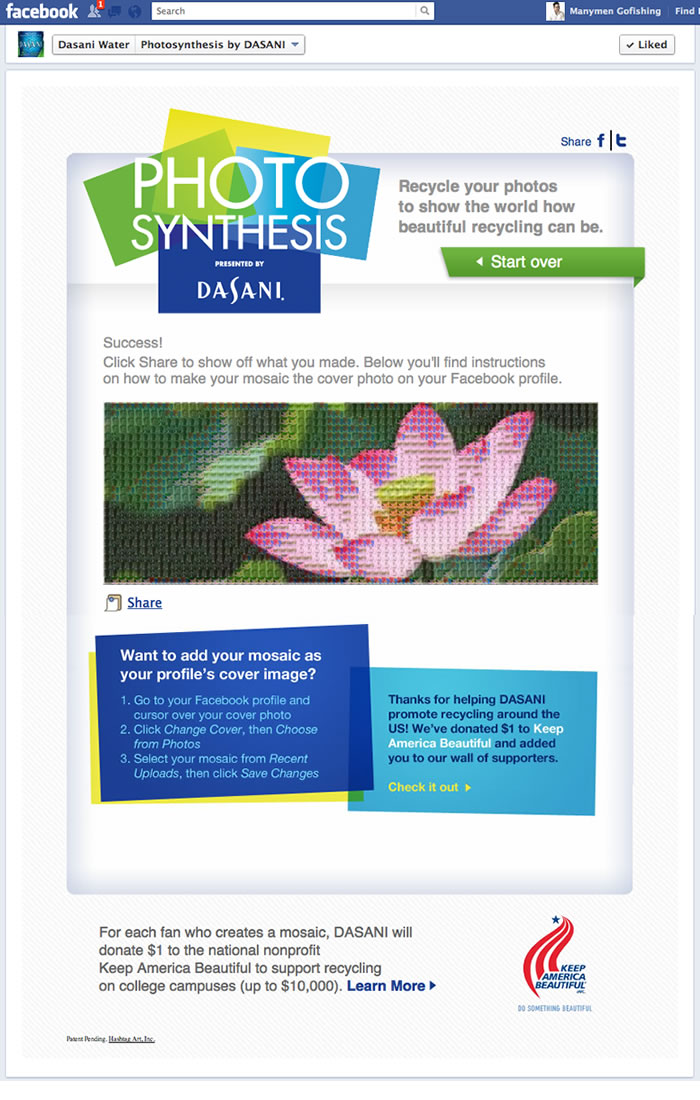 facebook
1
Search
Manymen Gofishing
Find
DASANI
Dasani Water
Photosynthesis by DASANI
✓ Liked
Share
PHOTO
SYNTHESIS
PRESENTED BY
DASANI.
Recycle your photos
to show the world how
beautiful recycling can be.
Start over
Success!
Click Share to show off what you made. Below you'll find instructions
on how to make your mosaic the cover photo on your Facebook profile.
Share
Want to add your mosaic as
your profile's cover image?
1. Go to your Facebook profile and
cursor over your cover photo
2. Click Change Cover, then Choose
from Photos
3. Select your mosaic from Recent
Uploads, then click Save Changes
Thanks for helping DASANI
promote recycling around the
US! We've donated $1 to Keep
America Beautiful and added
you to our wall of supporters.
Check it out
For each fan who creates a mosaic, DASANI will
donate $1 to the national nonprofit
Keep America Beautiful to support recycling
on college campuses (up to $10,000). Learn More
KEEP
AMERICA
BEAUTIFUL
INC.
DO SOMETHING BEAUTIFUL
Patent Pending. Hashtag Art, Inc.